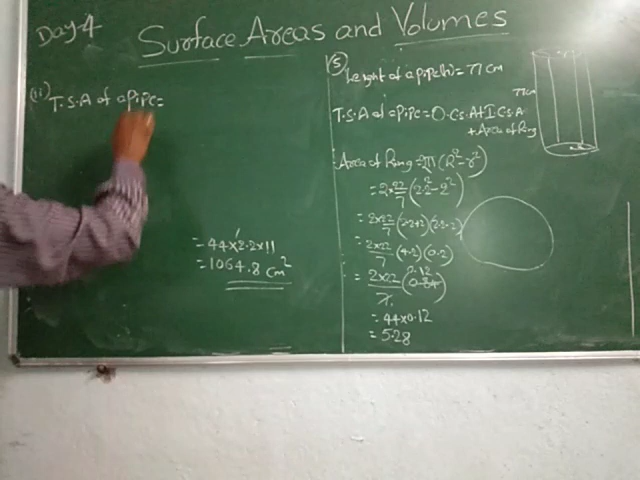 Day-4
Surface Areas and Volumes
(ii) T.S.A of a Pipe=
= 44×2.2×11
= 1064.8 cm²
(5)
height of a pipe(h)= 77 cm
T.S.A of a Pipe= O.C.S.A+I.C.S.A
+ Area of Ring
77cm
Area of Ring = 2π(R²-r²)
= 2×22/7(2.2²-2²)
= 2×22/7(2.2+2)(2.2-2)
= 2×22/7(4.2)(0.2)
= 2×22/7(0.84) 0.12
= 44×0.12
= 5.28